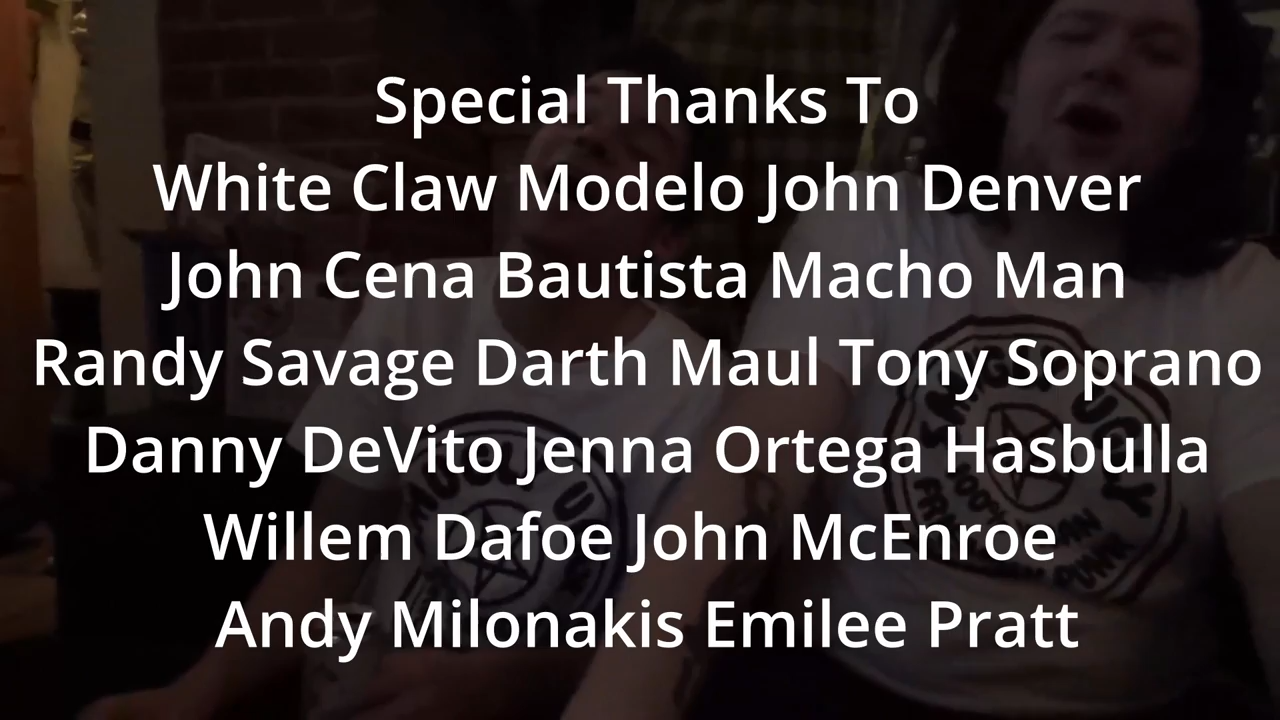 Special Thanks To
White Claw Modelo John Denver
John Cena Bautista Macho Man
Randy Savage Darth Maul Tony Soprano
Danny DeVito Jenna Ortega Hasbulla
Willem Dafoe John McEnroe
Andy Milonakis Emilee Pratt